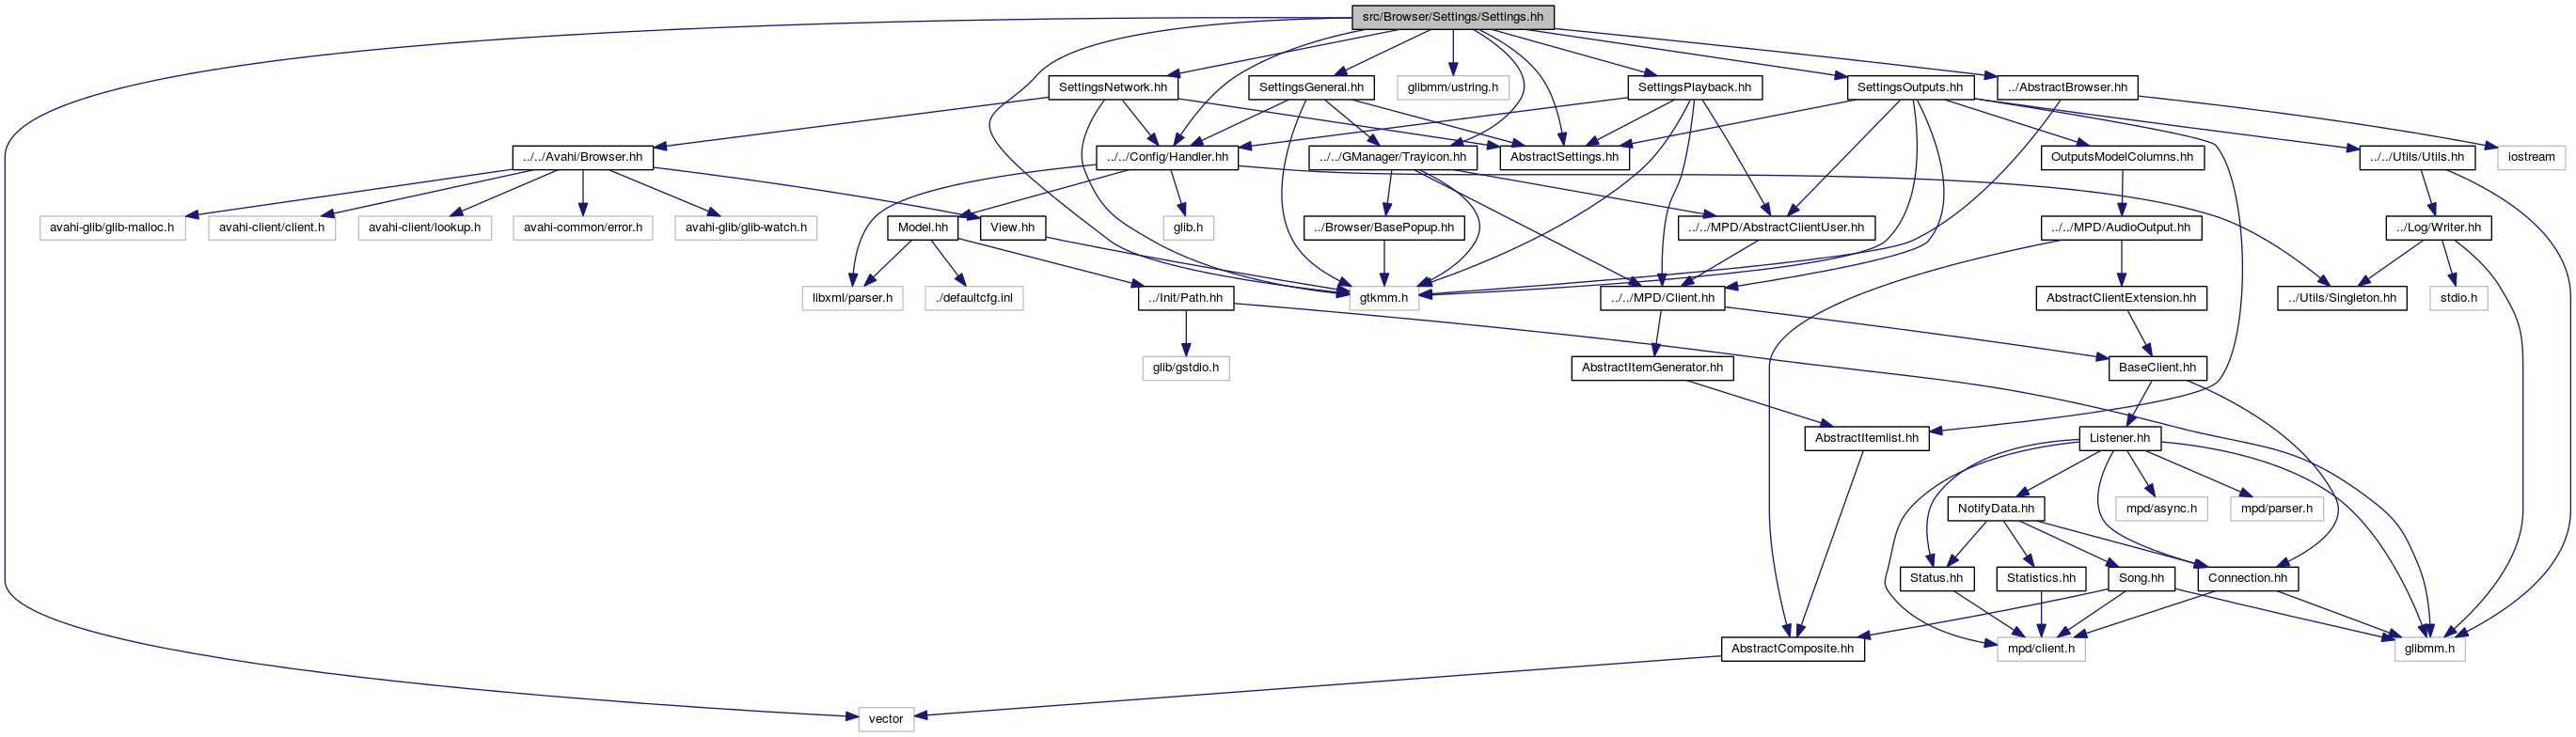 src/Browser/Settings/Settings.hh
SettingsNetwork.hh
SettingsGeneral.hh
glibmm/ustring.h
SettingsPlayback.hh
SettingsOutputs.hh
../AbstractBrowser.hh
../../Avahi/Browser.hh
../../Config/Handler.hh
../../GManager/Trayicon.hh
AbstractSettings.hh
OutputsModelColumns.hh
../../Utils/Utils.hh
iostream
avahi-glib/glib-malloc.h
avahi-client/client.h
avahi-client/lookup.h
avahi-common/error.h
avahi-glib/glib-watch.h
Model.hh
View.hh
glib.h
../Browser/BasePopup.hh
../../MPD/AbstractClientUser.hh
../../MPD/AudioOutput.hh
../Log/Writer.hh
libxml/parser.h
./defaultcfg.inl
../Init/Path.hh
gtkmm.h
../../MPD/Client.hh
AbstractClientExtension.hh
../Utils/Singleton.hh
stdio.h
glib/gstdio.h
AbstractItemGenerator.hh
BaseClient.hh
AbstractItemlist.hh
Listener.hh
NotifyData.hh
mpd/async.h
mpd/parser.h
Status.hh
Statistics.hh
Song.hh
Connection.hh
AbstractComposite.hh
mpd/client.h
glibmm.h
vector